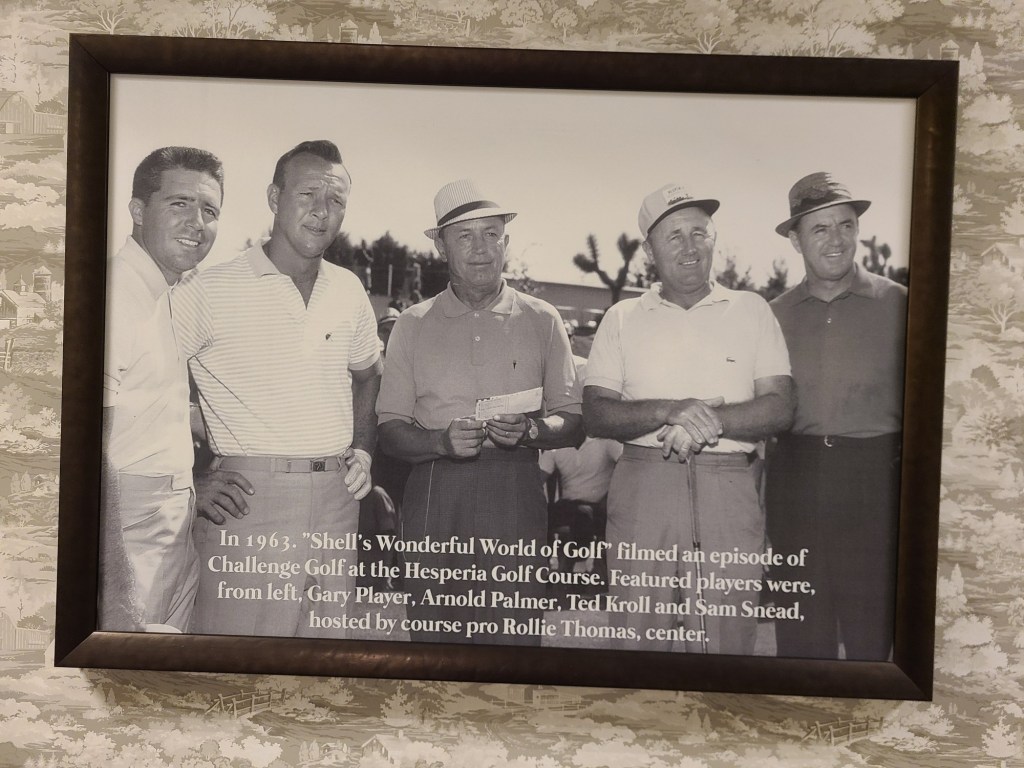 In 1963. "Shell's Wonderful World of Golf" filmed an episode of
Challenge Golf at the Hesperia Golf Course. Featured players were,
from left, Gary Player, Arnold Palmer, Ted Kroll and Sam Snead,
hosted by course pro Rollie Thomas, center.